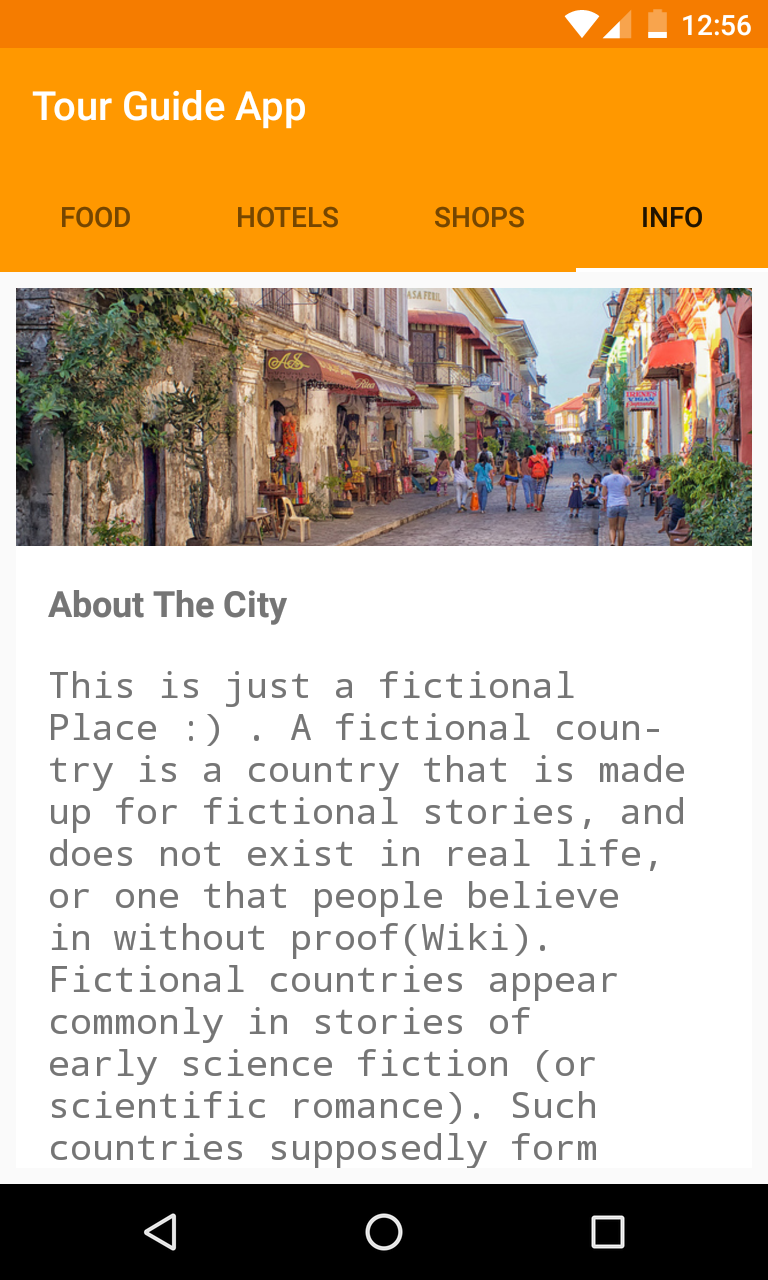 12:56
Tour Guide App
FOOD HOTELS SHOPS INFO
About The City
This is just a fictional
Place :) . A fictional coun-
try is a country that is made
up for fictional stories, and
does not exist in real life,
or one that people believe
in without proof(Wiki).
Fictional countries appear
commonly in stories of
early science fiction (or
scientific romance). Such
countries supposedly form